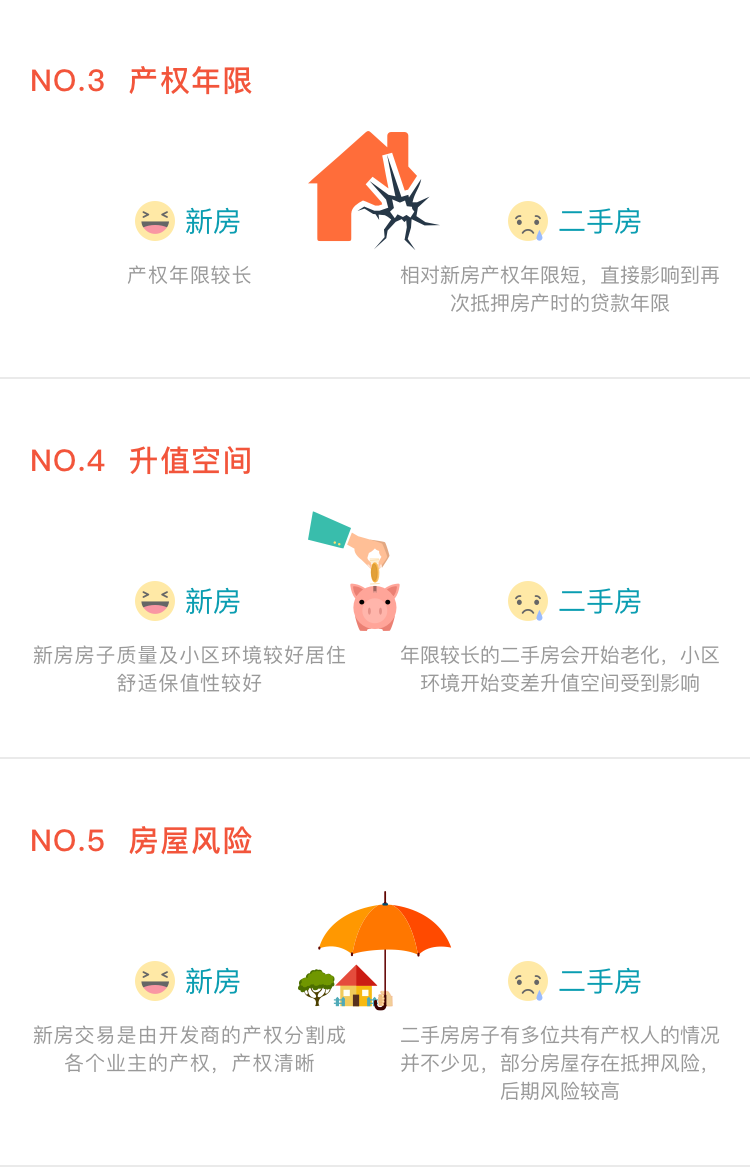 NO.3 产权年限
新房
产权年限较长
二手房
相对新房产权年限短，直接影响到再
次抵押房产时的贷款年限
NO.4 升值空间
新房
新房房子质量及小区环境较好居住
舒适保值性较好
二手房
年限较长的二手房会开始老化，小区
环境开始变差升值空间受到影响
NO.5 房屋风险
新房
新房交易是由开发商的产权分割成
各个业主的产权，产权清晰
二手房
二手房房子有多位共有产权人的情况
并不少见，部分房屋存在抵押风险，
后期风险较高